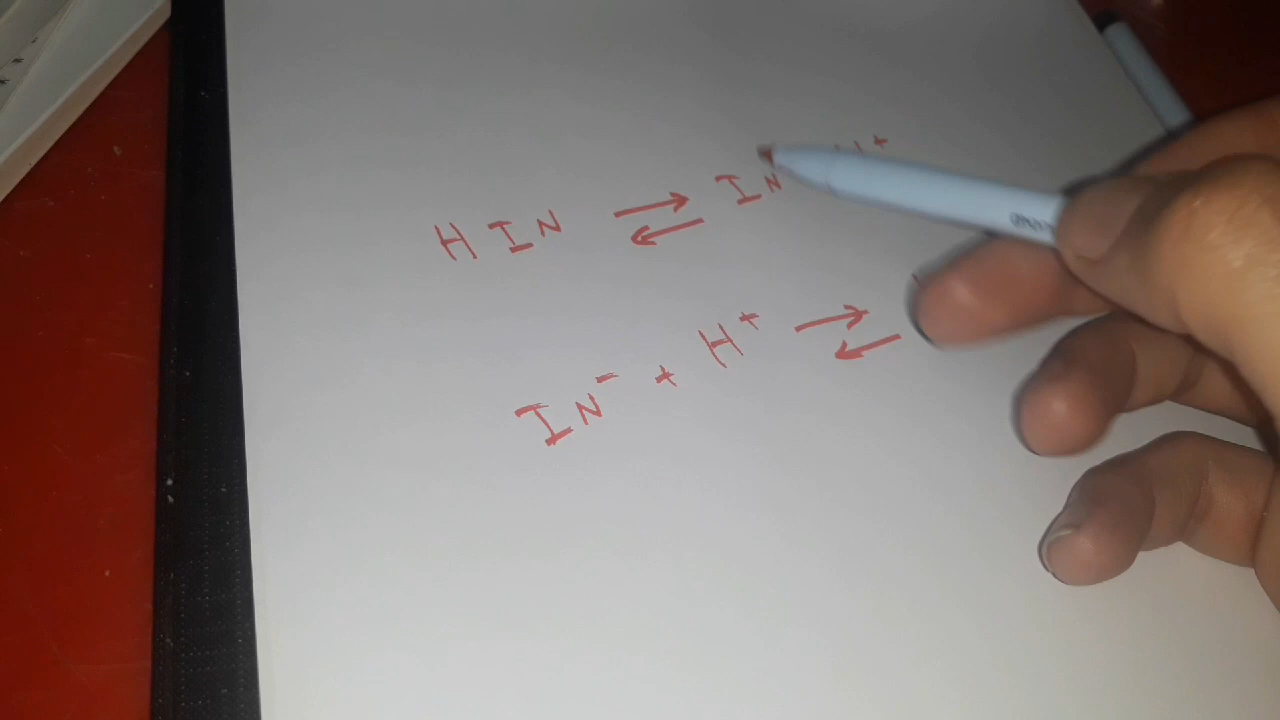 HIN ⇄ IN H+
IN⁻ + H⁺ ⇄